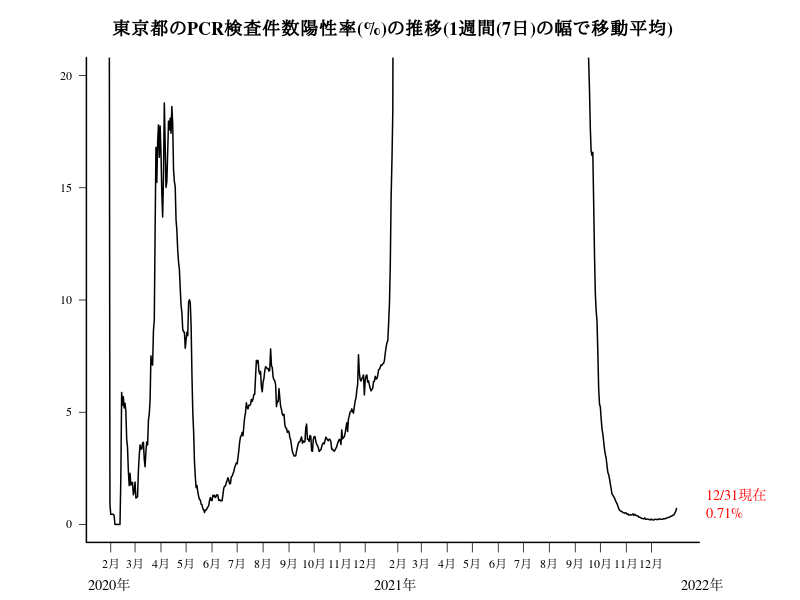 東京都のPCR検査件数陽性率(%)の推移(1週間(7日)の幅で移動平均)
20
15
10
5
0
12/31現在
0.71%
2月 3月 4月 5月 6月 7月 8月 9月 10月 11月 12月 2月 3月 4月 5月 6月 7月 8月 9月 10月 11月 12月
2020年 2021年 2022年